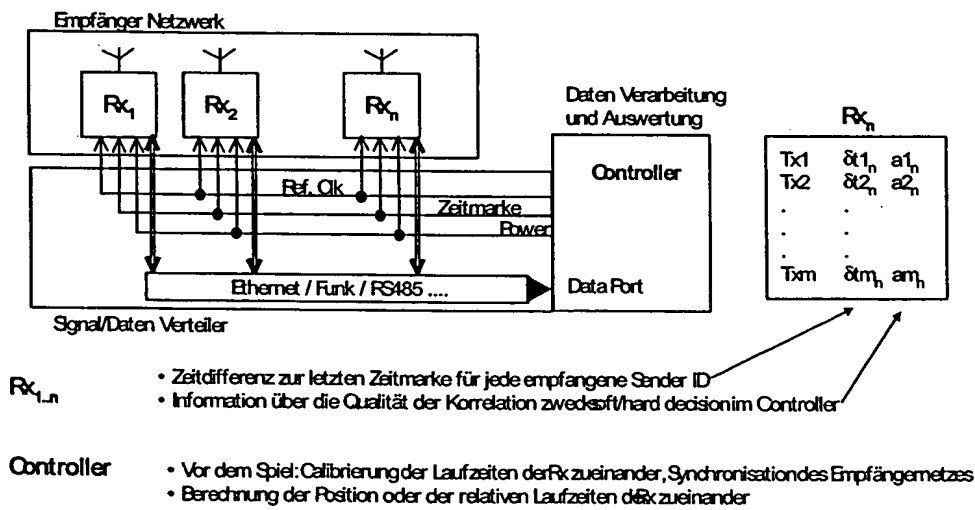 Empfänger Netzwerk
Rx1 Rx2 Rxn
Daten Verarbeitung
und Auswertung
Controller
Ref. Clk
Zeitmarke
Power
Ethernet / Funk / RS485 ....
Data Port
Signal/Daten Verteiler
Rxn
Tx1 δt1n a1n
Tx2 δt2n a2n
. .
. .
. .
Txm δtmn amn
Rx1..n
• Zeitdifferenz zur letzten Zeitmarke für jede empfangene Sender ID
• Information über die Qualität der Korrelation zwecks soft/hard decision im Controller
Controller
• Vor dem Spiel: Calibrierung der Laufzeiten der Rx zueinander, Synchronisation des Empfängernetzes
• Berechnung der Position oder der relativen Laufzeiten der Rx zueinander